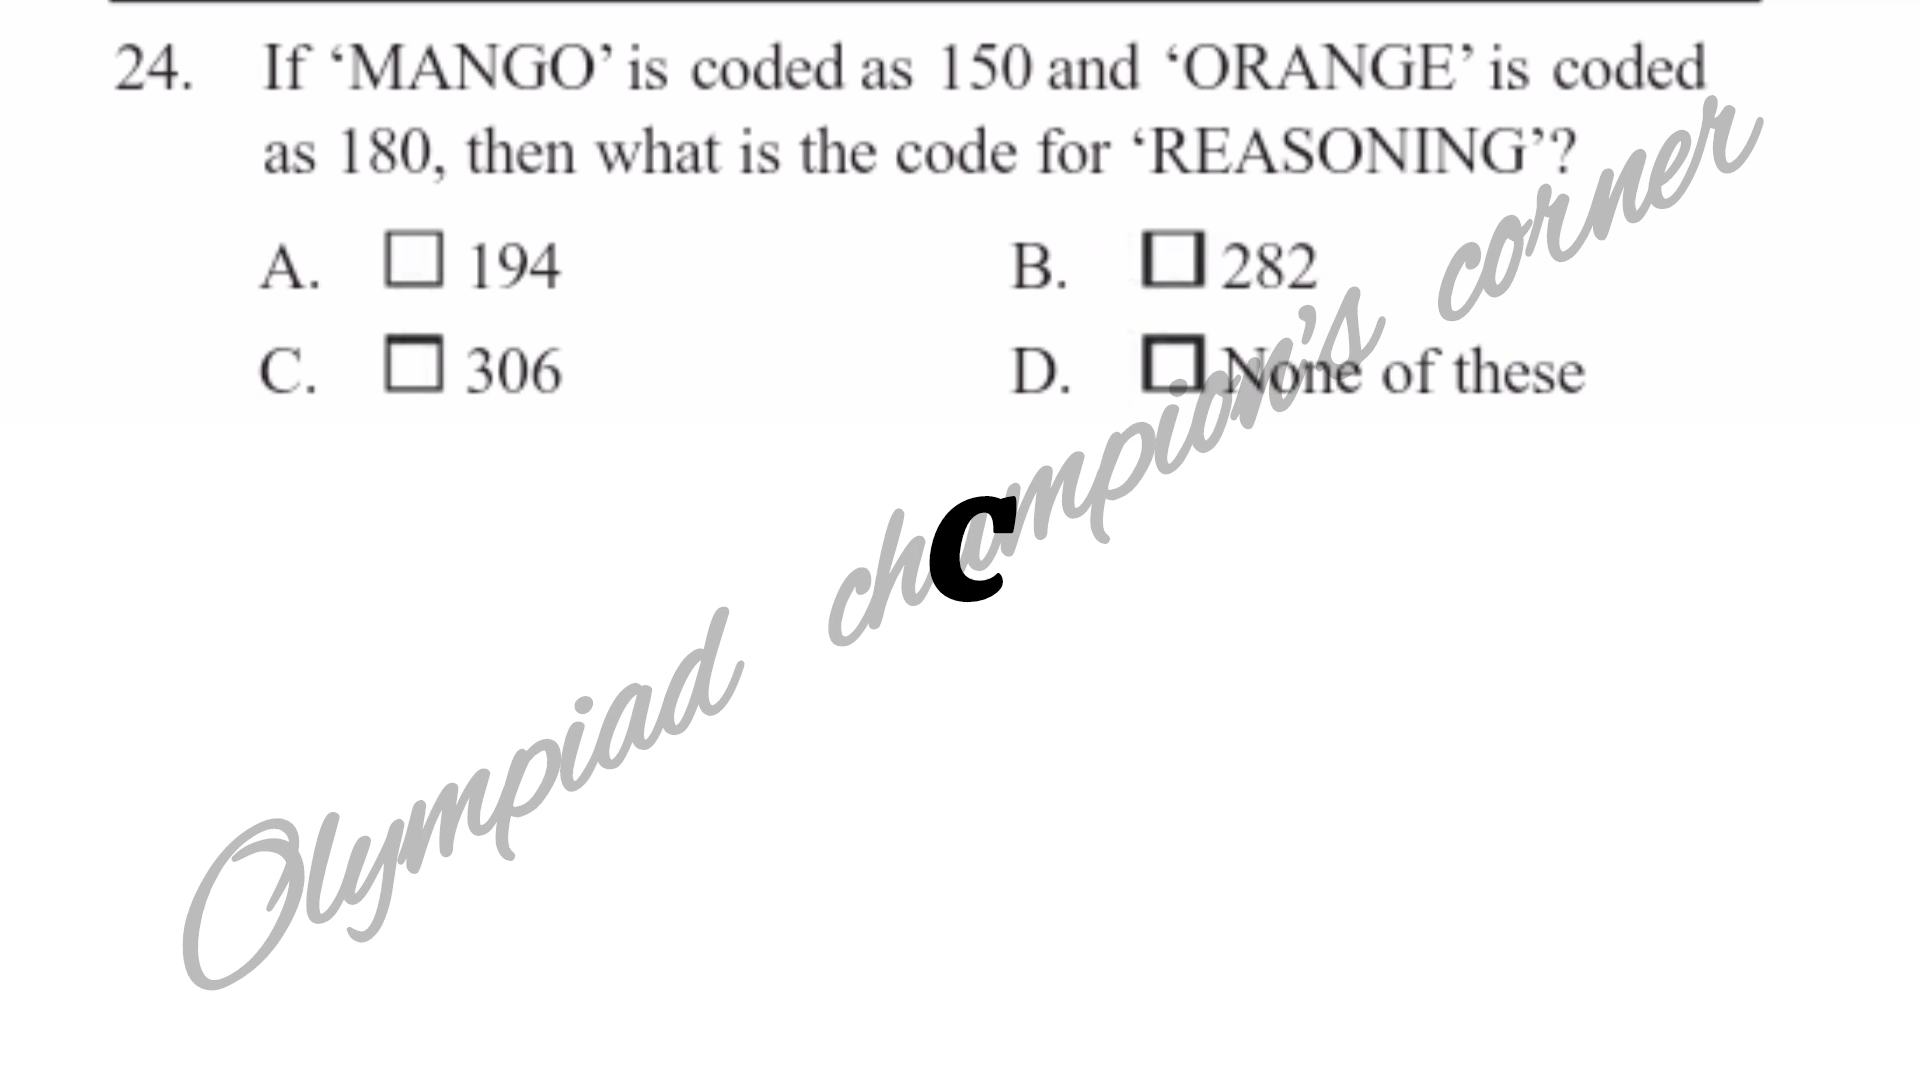 24. If ‘MANGO’ is coded as 150 and ‘ORANGE’ is coded
as 180, then what is the code for ‘REASONING’?
A. 194 B. 282
C. 306 D. None of these
c
Olympiad champion's corner